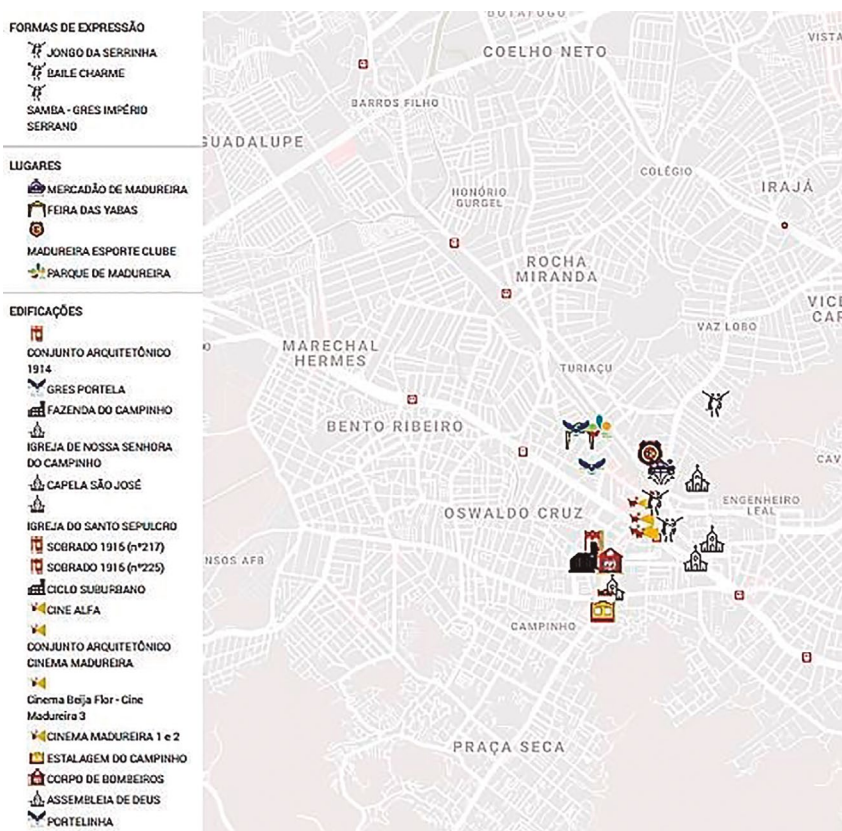 FORMAS DE EXPRESSÃO
JONGO DA SERRINHA
BAILE CHARME
SAMBA - GRES IMPÉRIO
SERRANO
LUGARES
MERCADÃO DE MADUREIRA
FEIRA DAS YABAS
MADUREIRA ESPORTE CLUBE
PARQUE DE MADUREIRA
EDIFICAÇÕES
CONJUNTO ARQUITETÔNICO
1914
GRES PORTELA
FAZENDA DO CAMPINHO
IGREJA DE NOSSA SENHORA
DO CAMPINHO
CAPELA SÃO JOSÉ
IGREJA DO SANTO SEPULCRO
SOBRADO 1915 (nº217)
SOBRADO 1915 (nº225)
CICLO SUBURBANO
CINE ALFA
CONJUNTO ARQUITETÔNICO
CINEMA MADUREIRA
Cinema Beija Flor - Cine
Madureira 3
CINEMA MADUREIRA 1 e 2
ESTALAGEM DO CAMPINHO
CORPO DE BOMBEIROS
ASSEMBLEIA DE DEUS
PORTELINHA
BOTAFOGO
VISTA
COELHO NETO
BARROS FILHO
GUADALUPE
COLÉGIO
IRAJÁ
HONÓRIO
GURGEL
ROCHA
MIRANDA
VICE
CAR
VAZ LOBO
MARECHAL
HERMES
TURIAÇU
BENTO RIBEIRO
CAV
ENGENHEIRO
LEAL
OSWALDO CRUZ
NSOS AFB
CAMPINHO
PRAÇA SECA